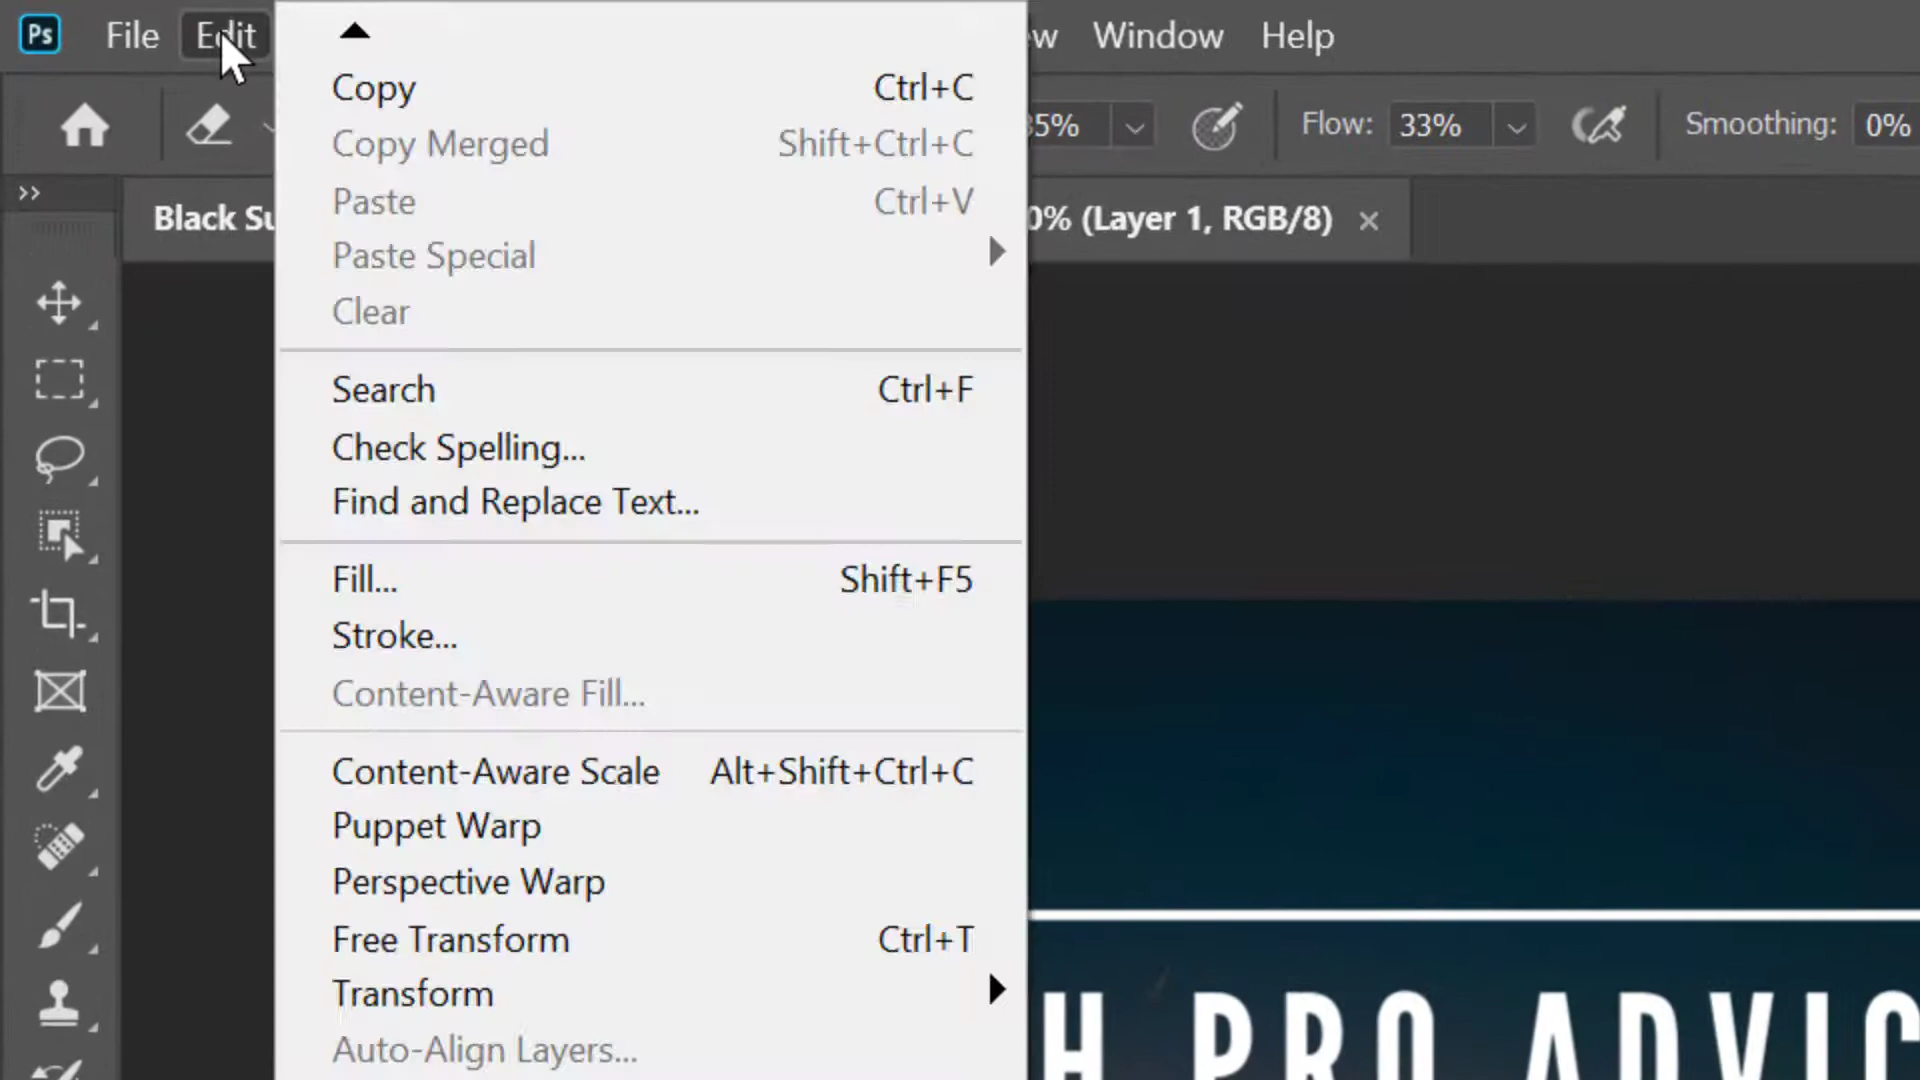 Ps File Edit ew Window Help
35% Flow: 33% Smoothing: 0%
Black Su 0% (Layer 1, RGB/8) ×
Copy Ctrl+C
Copy Merged Shift+Ctrl+C
Paste Ctrl+V
Paste Special
Clear
Search Ctrl+F
Check Spelling...
Find and Replace Text...
Fill... Shift+F5
Stroke...
Content-Aware Fill...
Content-Aware Scale Alt+Shift+Ctrl+C
Puppet Warp
Perspective Warp
Free Transform Ctrl+T
Transform
Auto-Align Layers...
H PRO ADVIC